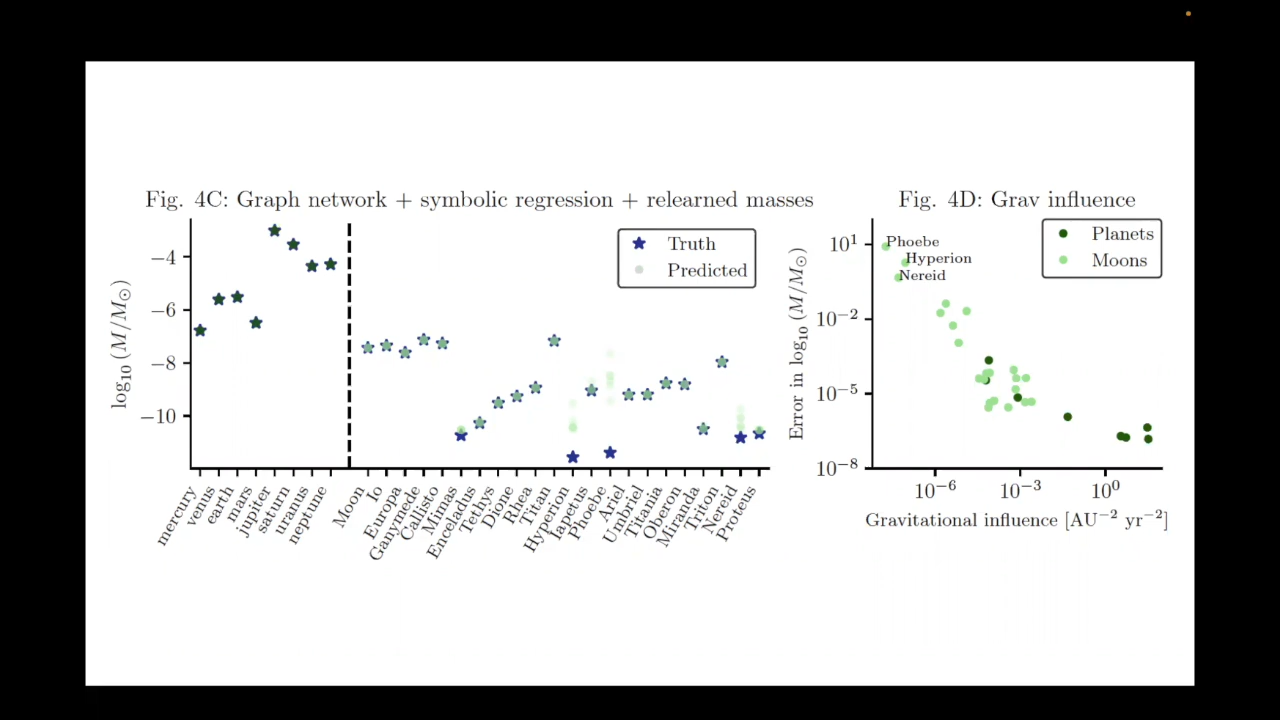 Fig. 4C: Graph network + symbolic regression + relearned masses
log₁₀ (M/M⊙)
−4
−6
−8
−10
Truth
Predicted
mercury
venus
earth
mars
jupiter
saturn
uranus
neptune
Moon
Io
Europa
Ganymede
Callisto
Mimas
Enceladus
Tethys
Dione
Rhea
Titan
Hyperion
Iapetus
Phoebe
Ariel
Umbriel
Titania
Oberon
Miranda
Triton
Nereid
Proteus
Fig. 4D: Grav influence
Error in log₁₀ (M/M⊙)
10¹
10⁻²
10⁻⁵
10⁻⁸
Phoebe
Hyperion
Nereid
Planets
Moons
10⁻⁶
10⁻³
10⁰
Gravitational influence [AU⁻² yr⁻²]